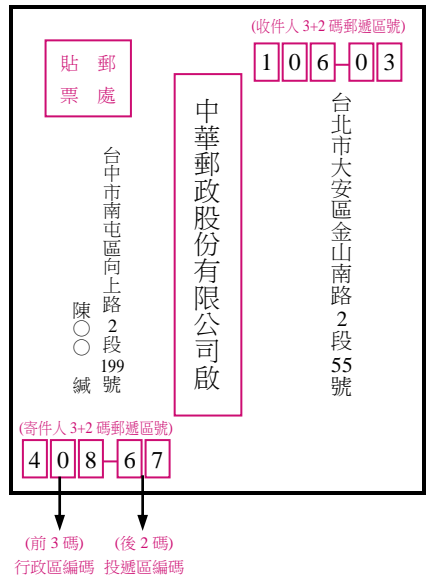 (收件人 3+2 碼郵遞區號)
106-03
台北市大安區金山南路2段55號
中華郵政股份有限公司啟
貼郵
票處
台中市南屯區向上路2段199號
陳○○ 緘
(寄件人 3+2 碼郵遞區號)
408-67
(前 3 碼) (後 2 碼)
行政區編碼 投遞區編碼